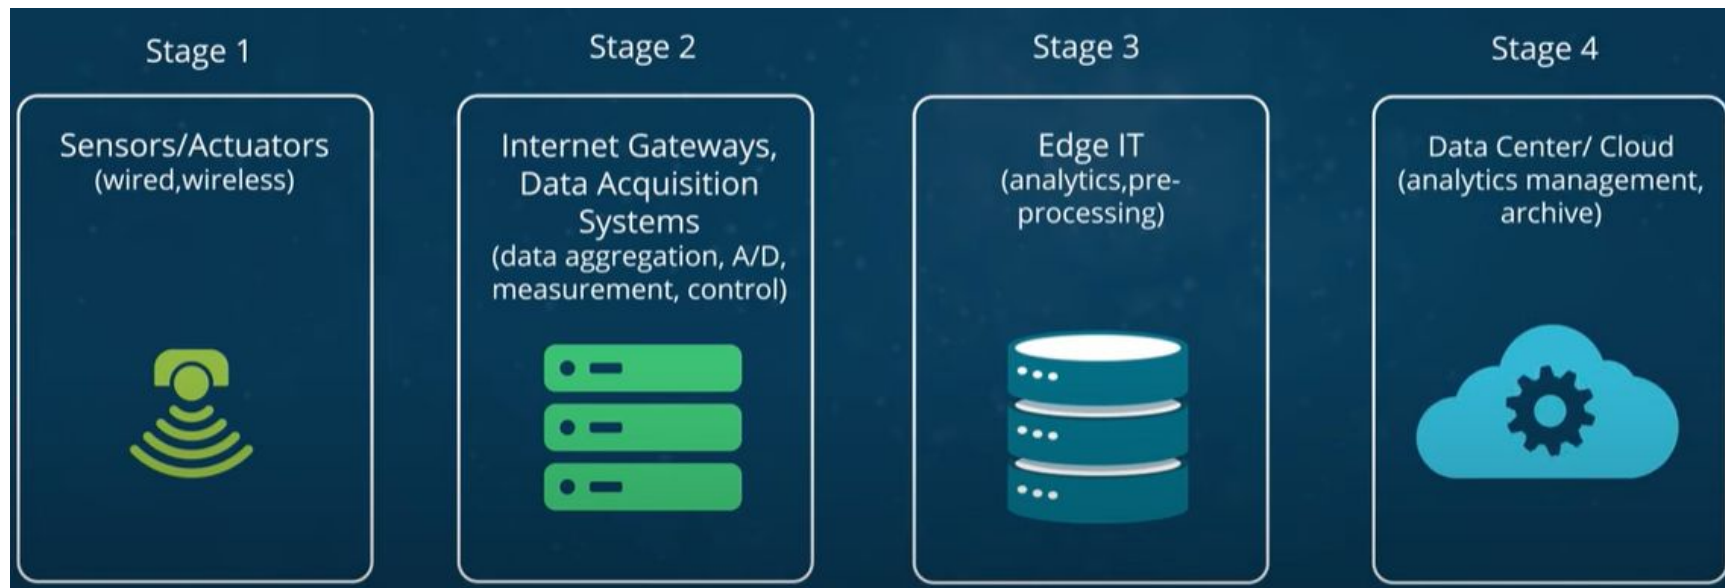 Stage 1
Sensors/Actuators
(wired,wireless)
Stage 2
Internet Gateways,
Data Acquisition
Systems
(data aggregation, A/D,
measurement, control)
Stage 3
Edge IT
(analytics,pre-
processing)
Stage 4
Data Center/ Cloud
(analytics management,
archive)